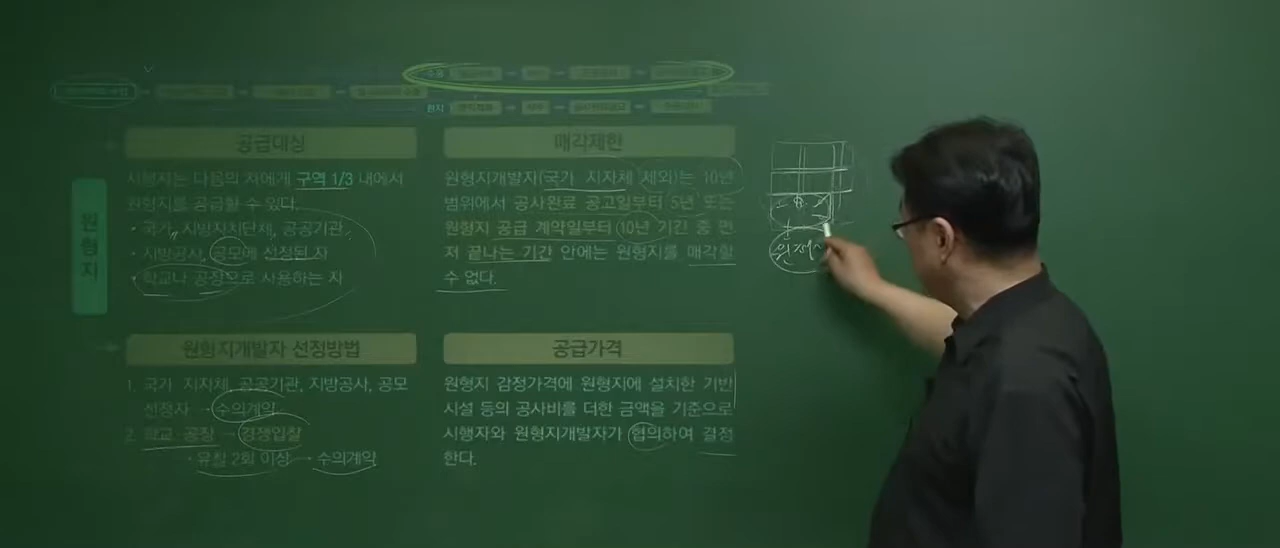 공급대상
시행자는 다음의 자에게 구역 1/3 내에서
원형지를 공급할 수 있다.
· 국가, 지방자치단체, 공공기관,
· 지방공사, 공모에 선정된 자
· 학교나 공장으로 사용하는 자
매각제한
원형지개발자(국가 지자체 제외)는 10년
범위에서 공사완료 공고일부터 5년 또는
원형지 공급 계약일부터 10년 기간 중 먼
저 끝나는 기간 안에는 원형지를 매각할
수 없다.
원형지
원형지개발자 선정방법
1. 국가 지자체, 공공기관, 지방공사, 공모
선정자 → 수의계약
2. 학교 공장 → 경쟁입찰
· 유찰 2회 이상 → 수의계약
공급가격
원형지 감정가격에 원형지에 설치한 기반
시설 등의 공사비를 더한 금액을 기준으로
시행자와 원형지개발자가 협의하여 결정
한다.